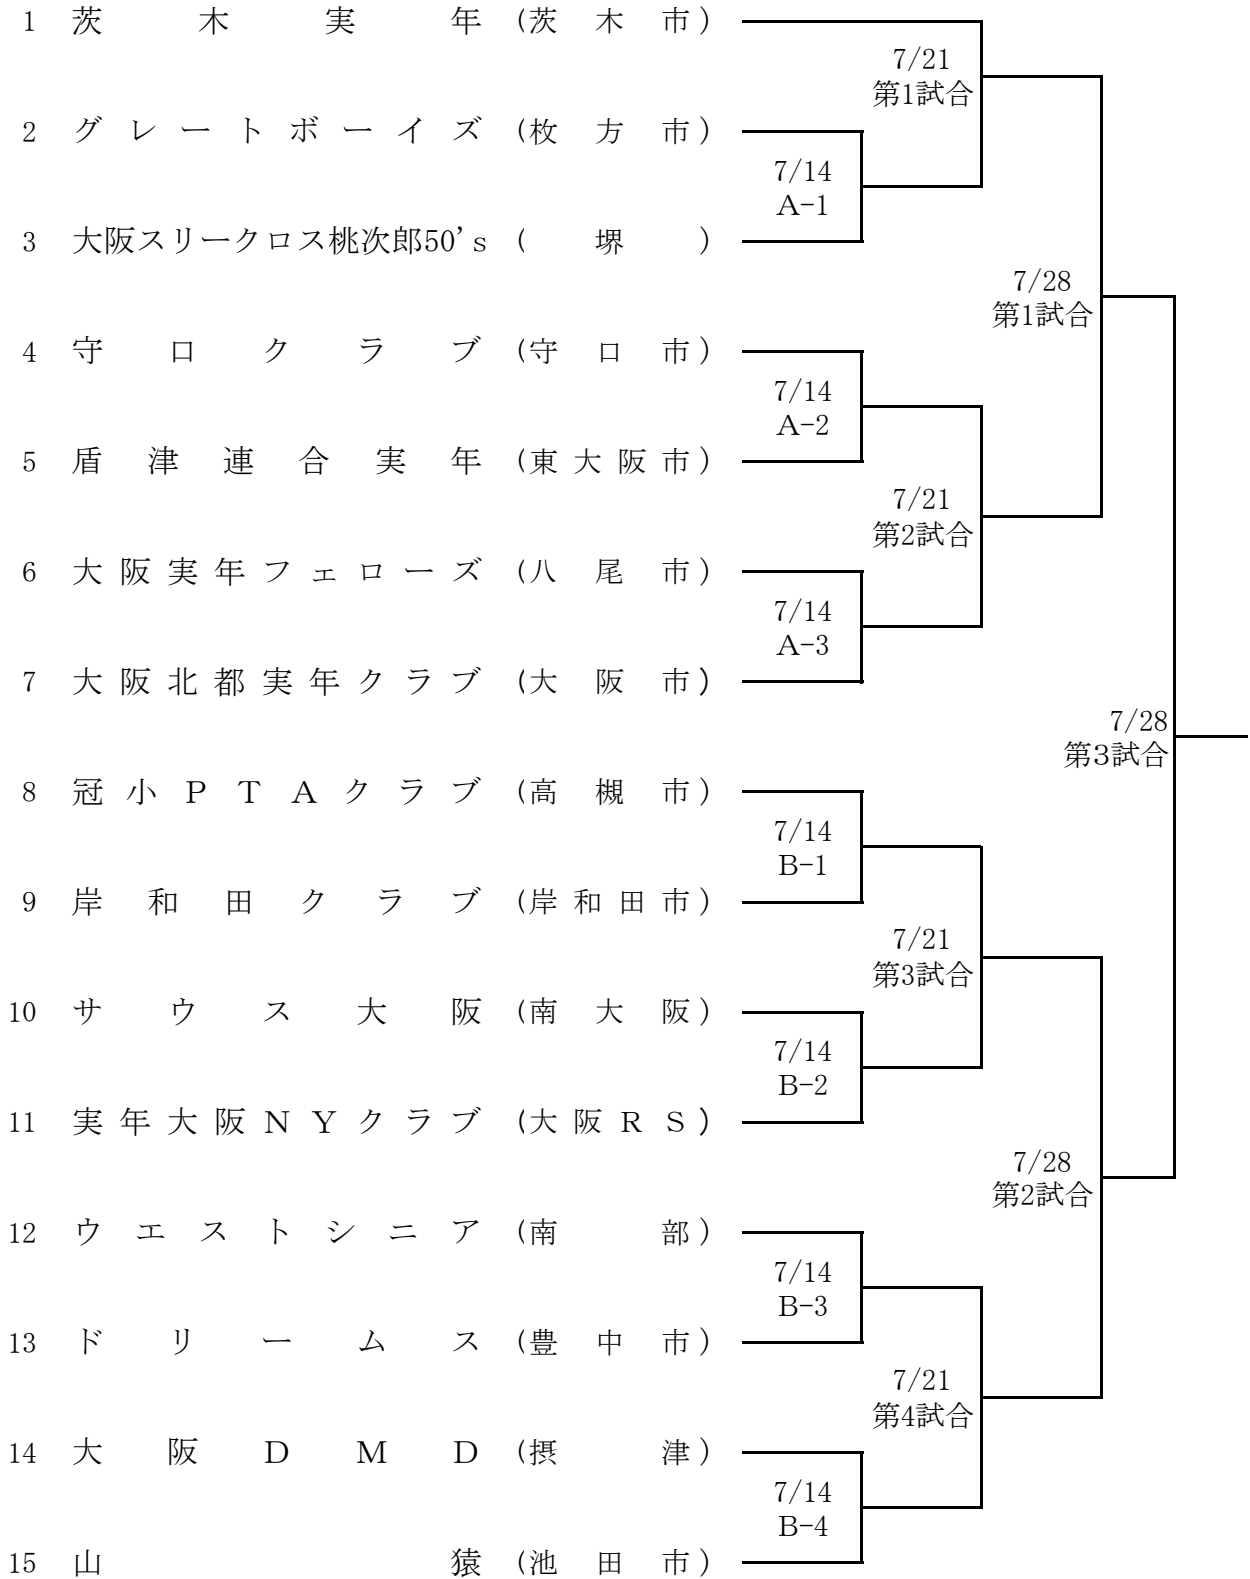 1 茨木実年 (茨木市)
7/21
第1試合
2 グレートボーイズ (枚方市)
7/14
A-1
3 大阪スリークロス桃次郎50's (堺)
7/28
第1試合
4 守口クラブ (守口市)
7/14
A-2
5 盾津連合実年 (東大阪市)
7/21
第2試合
6 大阪実年フェローズ (八尾市)
7/14
A-3
7 大阪北都実年クラブ (大阪市)
7/28
第3試合
8 冠小PTAクラブ (高槻市)
7/14
B-1
9 岸和田クラブ (岸和田市)
7/21
第3試合
10 サウス大阪 (南大阪)
7/14
B-2
11 実年大阪NYクラブ (大阪RS)
7/28
第2試合
12 ウエストシニア (南部)
7/14
B-3
13 ドリームス (豊中市)
7/21
第4試合
14 大阪DMD (摂津)
7/14
B-4
15 山猿 (池田市)